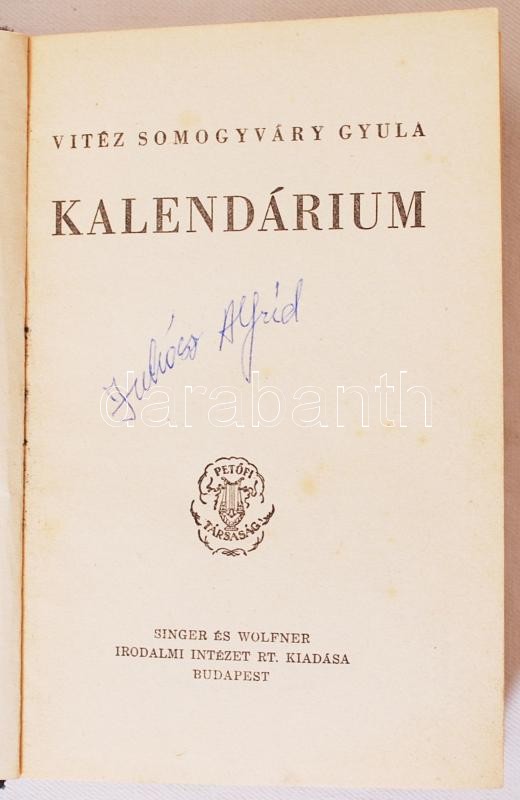 VITÉZ SOMOGYVÁRY GYULA
KALENDÁRIUM
Alfréd
darabanth
PETŐFI
TÁRSASÁG
SINGER ÉS WOLFNER
IRODALMI INTÉZET RT. KIADÁSA
BUDAPEST